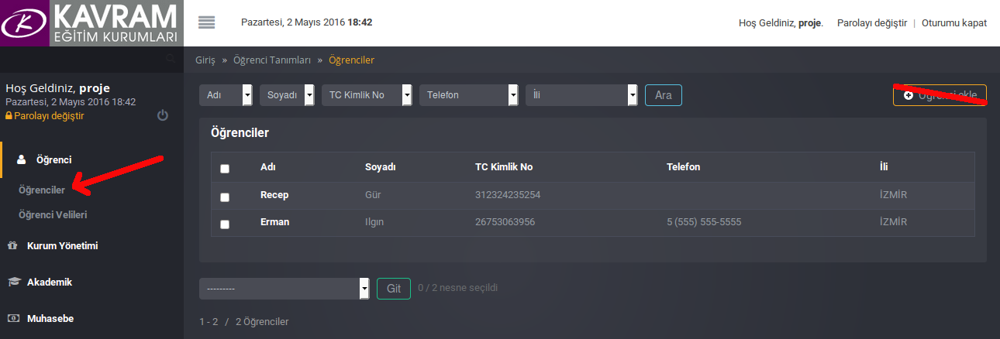 KAVRAM
EĞİTİM KURUMLARI
Pazartesi, 2 Mayıs 2016 18:42
Hoş Geldiniz, proje. Parolayı değiştir | Oturumu kapat
Giriş » Öğrenci Tanımları » Öğrenciler
Hoş Geldiniz, proje
Pazartesi, 2 Mayıs 2016 18:42
Parolayı değiştir
Öğrenci
Öğrenciler
Öğrenci Velileri
Kurum Yönetimi
Akademik
Muhasebe
Adı Soyadı TC Kimlik No Telefon İli Ara Öğrenci ekle
Öğrenciler
Adı Soyadı TC Kimlik No Telefon İli
Recep Gür 312324235254 İZMİR
Erman Ilgın 26753063956 5 (555) 555-5555 İZMİR
--------- Git 0 / 2 nesne seçildi
1 - 2 / 2 Öğrenciler